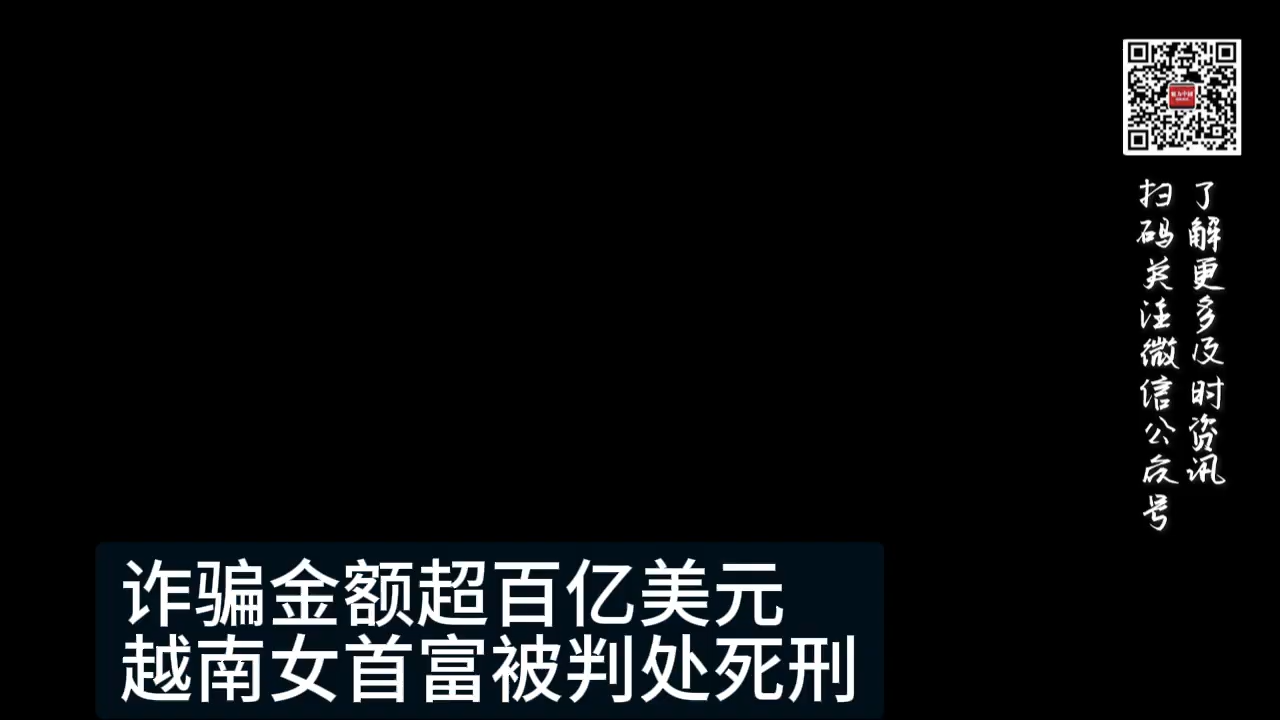 了解更多及时资讯
扫码关注微信公众号
诈骗金额超百亿美元
越南女首富被判处死刑